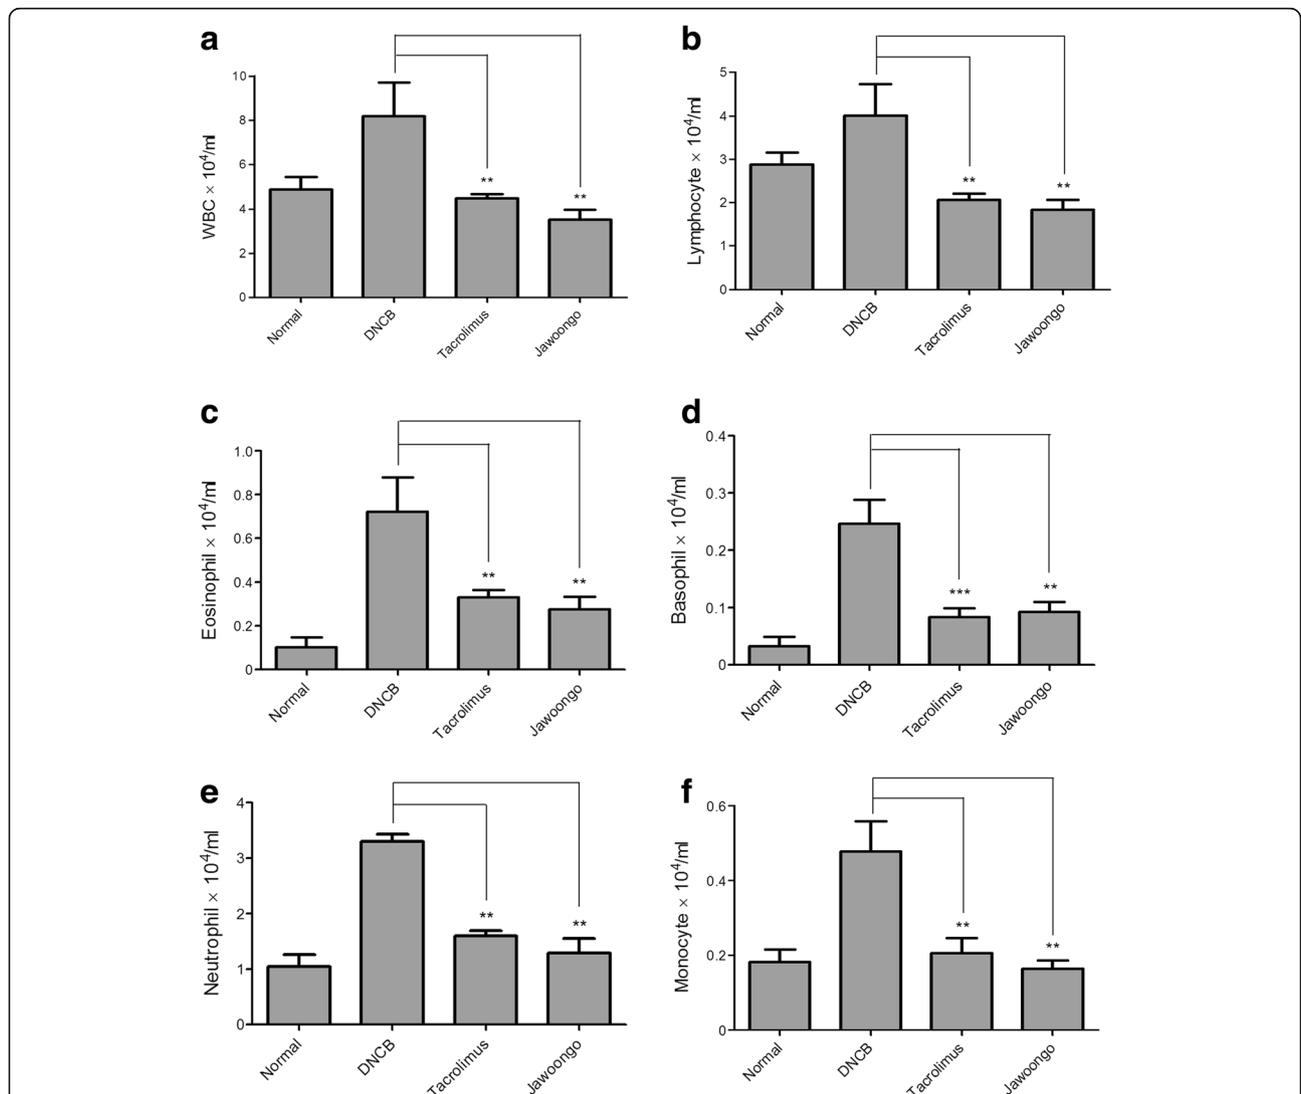 a
WBC × 10⁴/ml
10
8
6
4
2
0
**
**
Normal
DNCB
Tacrolimus
Jawoongo
b
Lymphocyte × 10⁴/ml
5
4
3
2
1
0
**
**
Normal
DNCB
Tacrolimus
Jawoongo
c
Eosinophil × 10⁴/ml
1.0
0.8
0.6
0.4
0.2
0
**
**
Normal
DNCB
Tacrolimus
Jawoongo
d
Basophil × 10⁴/ml
0.4
0.3
0.2
0.1
0
***
**
Normal
DNCB
Tacrolimus
Jawoongo
e
Neutrophil × 10⁴/ml
4
3
2
1
0
**
**
Normal
DNCB
Tacrolimus
Jawoongo
f
Monocyte × 10⁴/ml
0.6
0.4
0.2
0
**
**
Normal
DNCB
Tacrolimus
Jawoongo